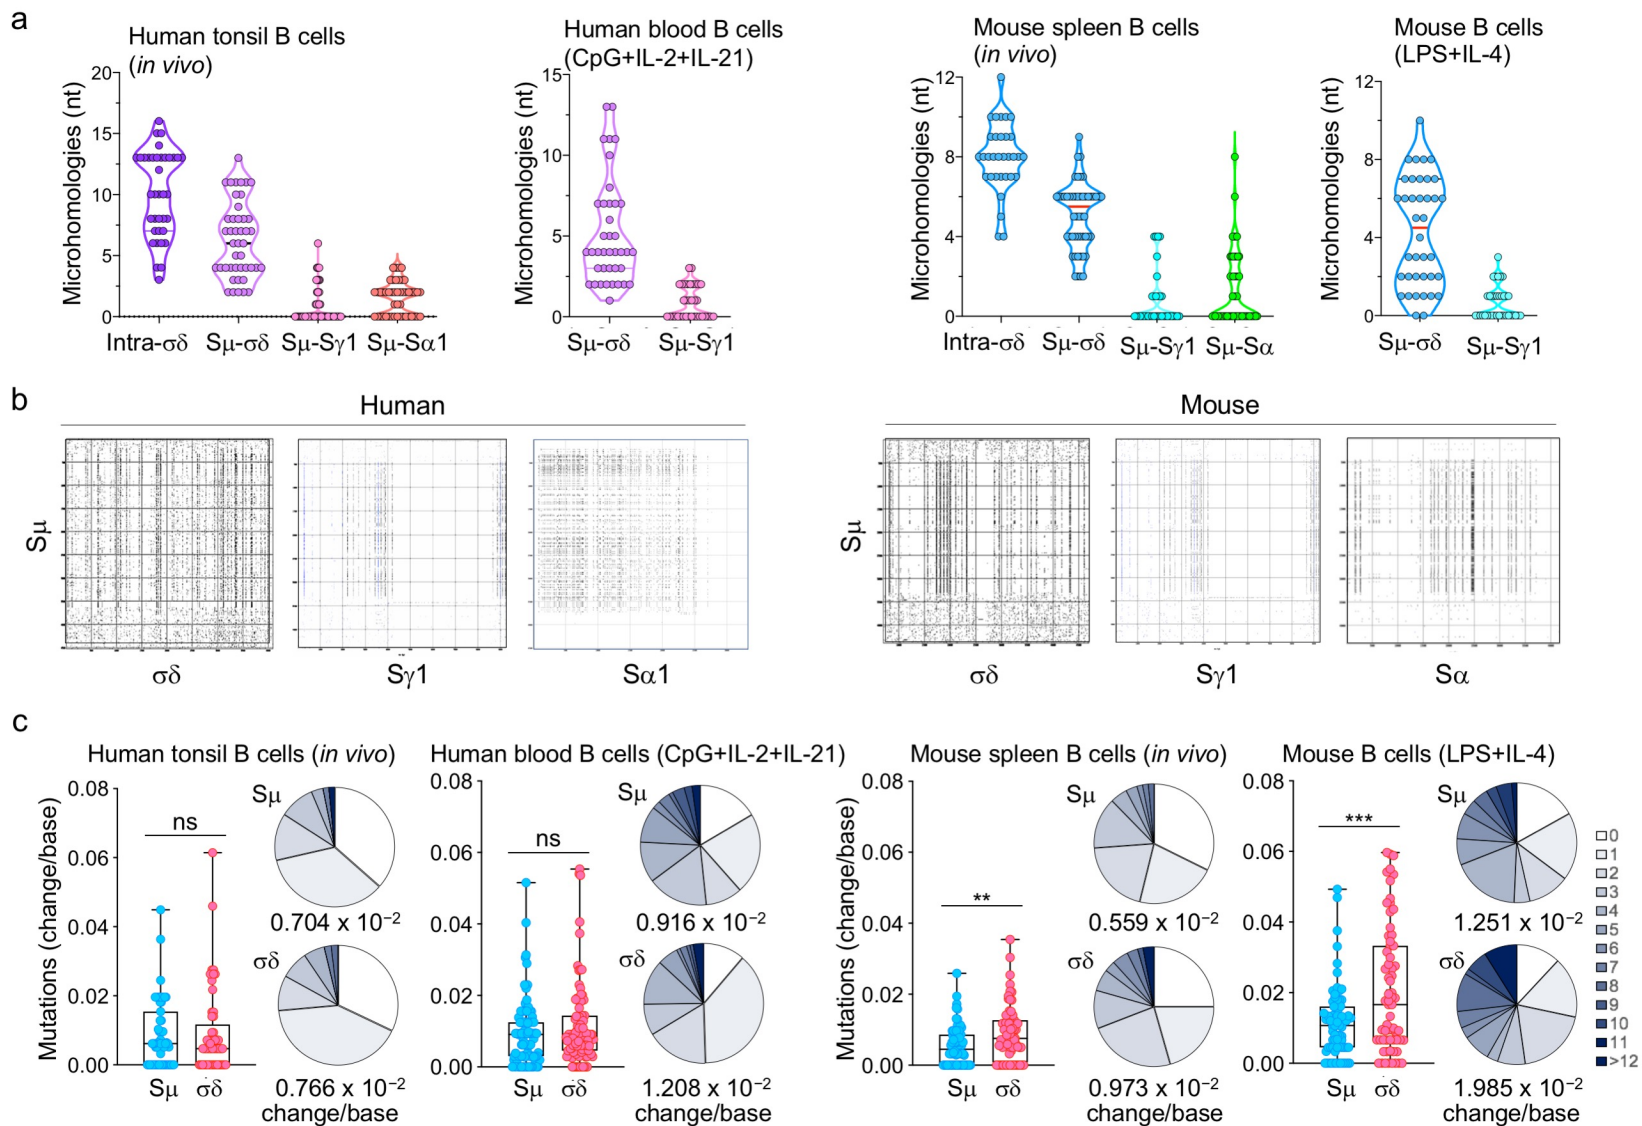 a
Human tonsil B cells
(in vivo)
Human blood B cells
(CpG+IL-2+IL-21)
Mouse spleen B cells
(in vivo)
Mouse B cells
(LPS+IL-4)
Microhomologies (nt)
20
15
10
5
0
Intra-σδ Sμ-σδ Sμ-Sγ1 Sμ-Sα1
Microhomologies (nt)
15
10
5
0
Sμ-σδ Sμ-Sγ1
Microhomologies (nt)
12
8
4
0
Intra-σδ Sμ-σδ Sμ-Sγ1 Sμ-Sα
Microhomologies (nt)
12
8
4
0
Sμ-σδ Sμ-Sγ1
b
Human
Mouse
Sμ
σδ
Sγ1
Sα1
Sμ
σδ
Sγ1
Sα
c
Human tonsil B cells (in vivo)
Mutations (change/base)
0.08
0.06
0.04
0.02
0.00
ns
Sμ σδ
Sμ
0.704 x 10−2
σδ
0.766 x 10−2
change/base
Human blood B cells (CpG+IL-2+IL-21)
0.08
0.06
0.04
0.02
0.00
ns
Sμ σδ
Sμ
0.916 x 10−2
σδ
1.208 x 10−2
change/base
Mouse spleen B cells (in vivo)
Mutations (change/base)
0.08
0.06
0.04
0.02
0.00
**
Sμ σδ
Sμ
0.559 x 10−2
σδ
0.973 x 10−2
change/base
Mouse B cells (LPS+IL-4)
0.08
0.06
0.04
0.02
0.00
***
Sμ σδ
Sμ
1.251 x 10−2
σδ
1.985 x 10−2
change/base
0
1
2
3
4
5
6
7
8
9
10
11
>12